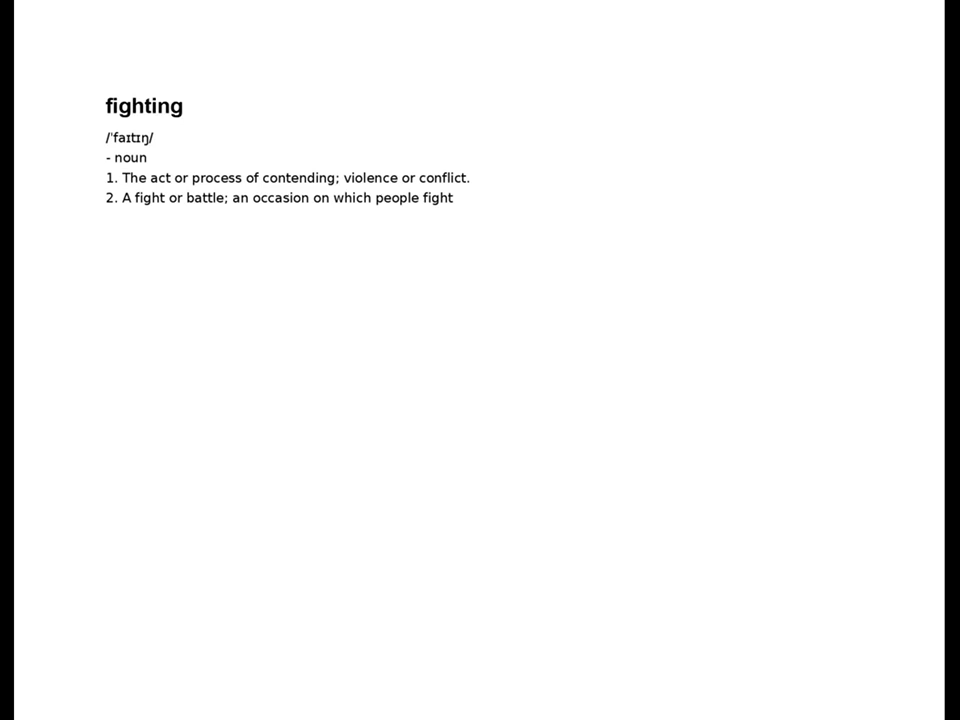 fighting
/ˈfaɪtɪŋ/
- noun
1. The act or process of contending; violence or conflict.
2. A fight or battle; an occasion on which people fight